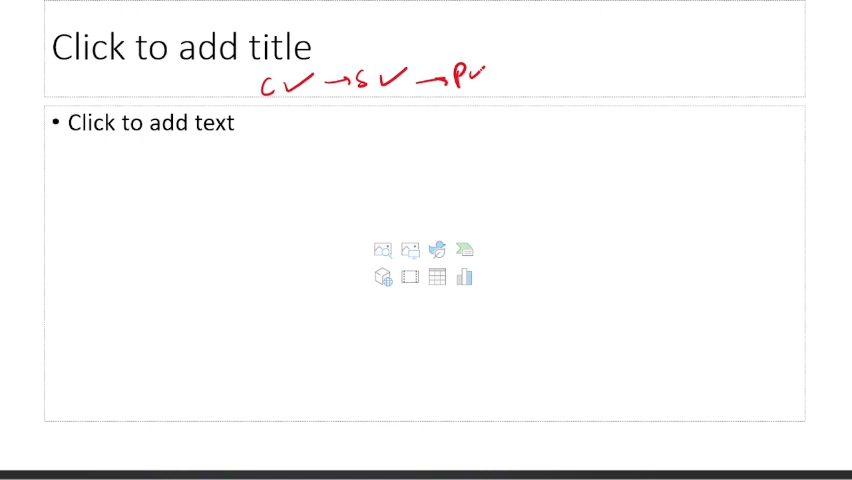 Click to add title
C✓ → S✓ → P✓
• Click to add text